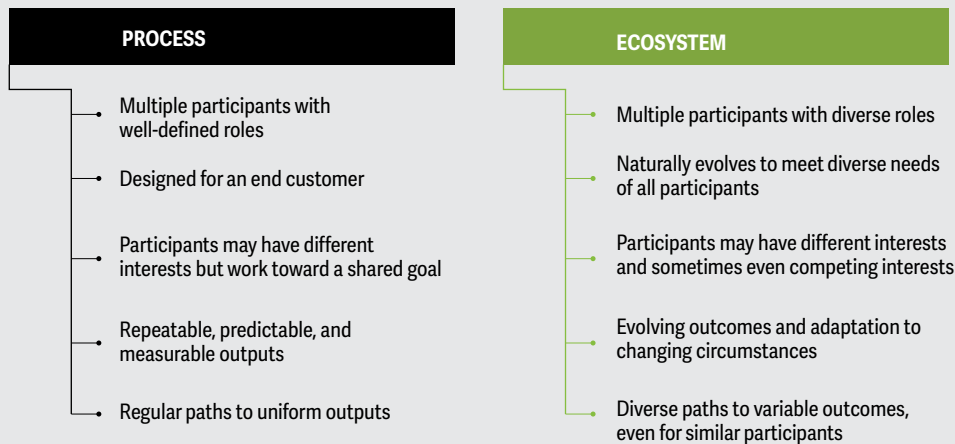 PROCESS
Multiple participants with
well-defined roles
Designed for an end customer
Participants may have different
interests but work toward a shared goal
Repeatable, predictable, and
measurable outputs
Regular paths to uniform outputs
ECOSYSTEM
Multiple participants with diverse roles
Naturally evolves to meet diverse needs
of all participants
Participants may have different interests
and sometimes even competing interests
Evolving outcomes and adaptation to
changing circumstances
Diverse paths to variable outcomes,
even for similar participants